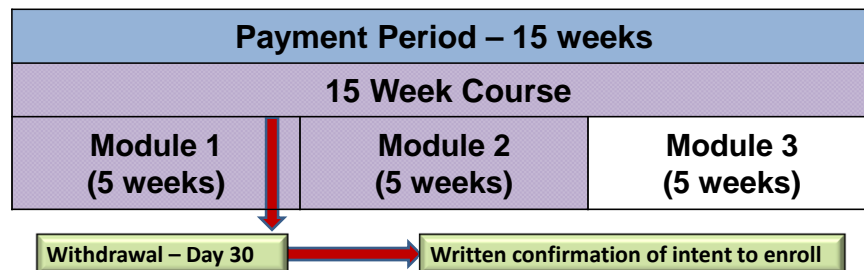 Payment Period – 15 weeks
15 Week Course
Module 1
(5 weeks)
Module 2
(5 weeks)
Module 3
(5 weeks)
Withdrawal – Day 30
Written confirmation of intent to enroll